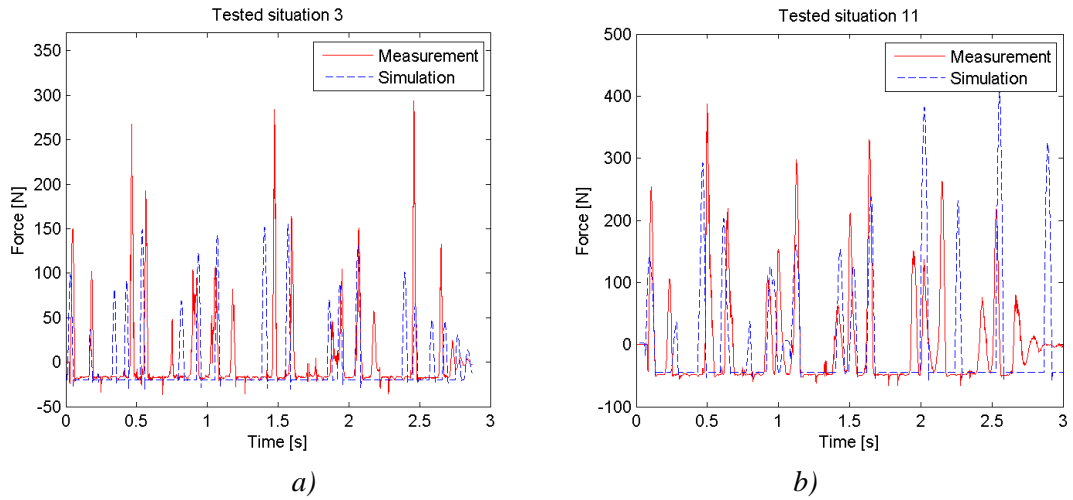 Tested situation 3
Measurement
Simulation
Force [N]
350
300
250
200
150
100
50
0
-50
0
0.5
1
1.5
2
2.5
3
Time [s]
a)
Tested situation 11
Measurement
Simulation
Force [N]
500
400
300
200
100
0
-100
0
0.5
1
1.5
2
2.5
3
Time [s]
b)